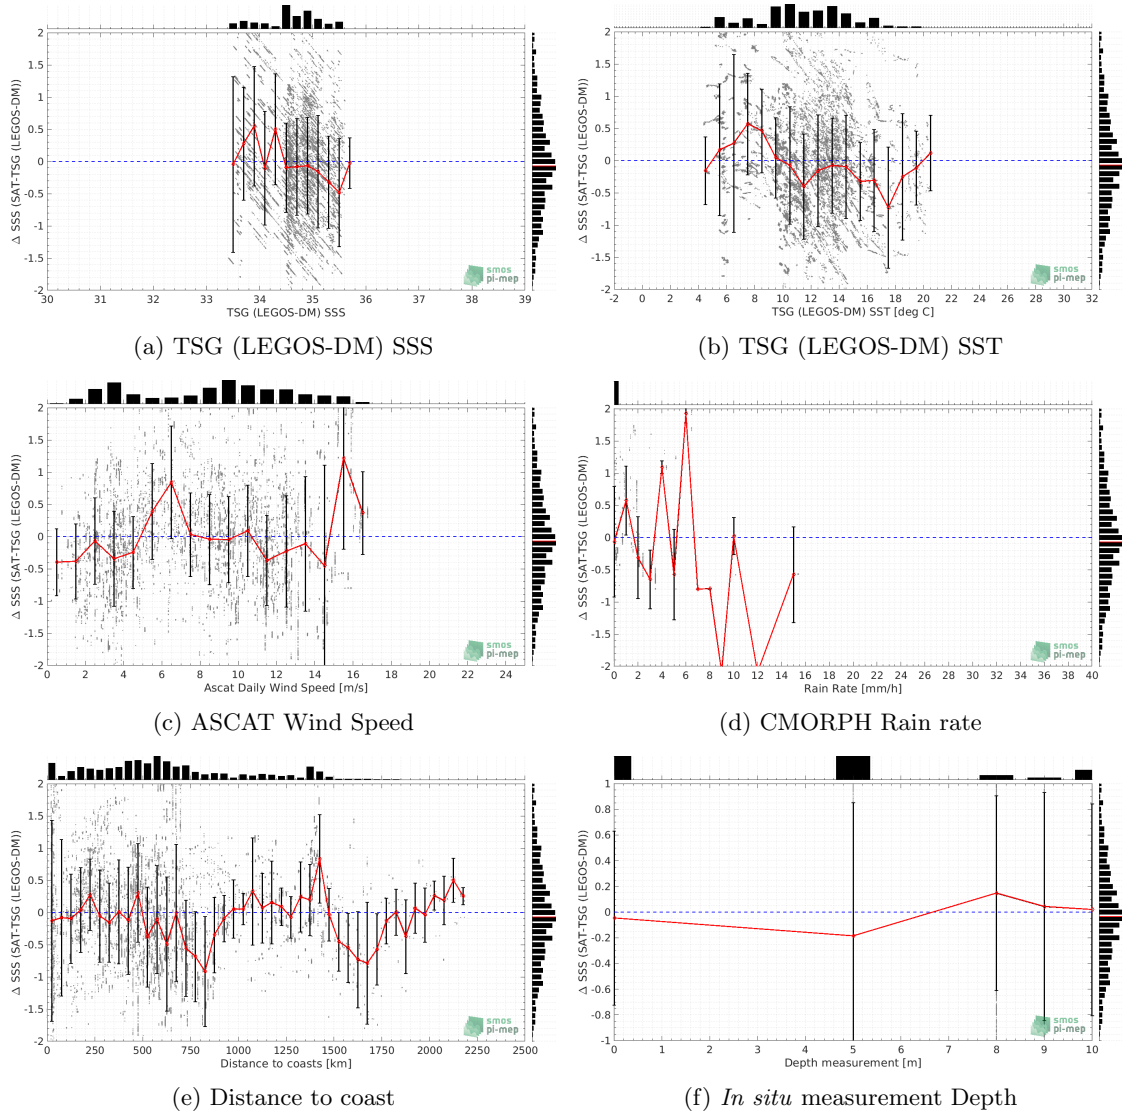 2
1.5
1
0.5
0
-0.5
-1
-1.5
-2
Δ SSS (SAT-TSG (LEGOS-DM))
30 31 32 33 34 35 36 37 38 39
TSG (LEGOS-DM) SSS
smos
pi-mep
(a) TSG (LEGOS-DM) SSS
2
1.5
1
0.5
0
-0.5
-1
-1.5
-2
Δ SSS (SAT-TSG (LEGOS-DM))
-2 0 2 4 6 8 10 12 14 16 18 20 22 24 26 28 30 32
TSG (LEGOS-DM) SST [deg C]
smos
pi-mep
(b) TSG (LEGOS-DM) SST
2
1.5
1
0.5
0
-0.5
-1
-1.5
-2
Δ SSS (SAT-TSG (LEGOS-DM))
0 2 4 6 8 10 12 14 16 18 20 22 24
Ascat Daily Wind Speed [m/s]
smos
pi-mep
(c) ASCAT Wind Speed
2
1.5
1
0.5
0
-0.5
-1
-1.5
-2
Δ SSS (SAT-TSG (LEGOS-DM))
0 2 4 6 8 10 12 14 16 18 20 22 24 26 28 30 32 34 36 38 40
Rain Rate [mm/h]
smos
pi-mep
(d) CMORPH Rain rate
2
1.5
1
0.5
0
-0.5
-1
-1.5
-2
Δ SSS (SAT-TSG (LEGOS-DM))
0 250 500 750 1000 1250 1500 1750 2000 2250 2500
Distance to coasts [km]
smos
pi-mep
(e) Distance to coast
1
0.8
0.6
0.4
0.2
0
-0.2
-0.4
-0.6
-0.8
-1
Δ SSS (SAT-TSG (LEGOS-DM))
0 1 2 3 4 5 6 7 8 9 10
Depth measurement [m]
smos
pi-mep
(f) In situ measurement Depth